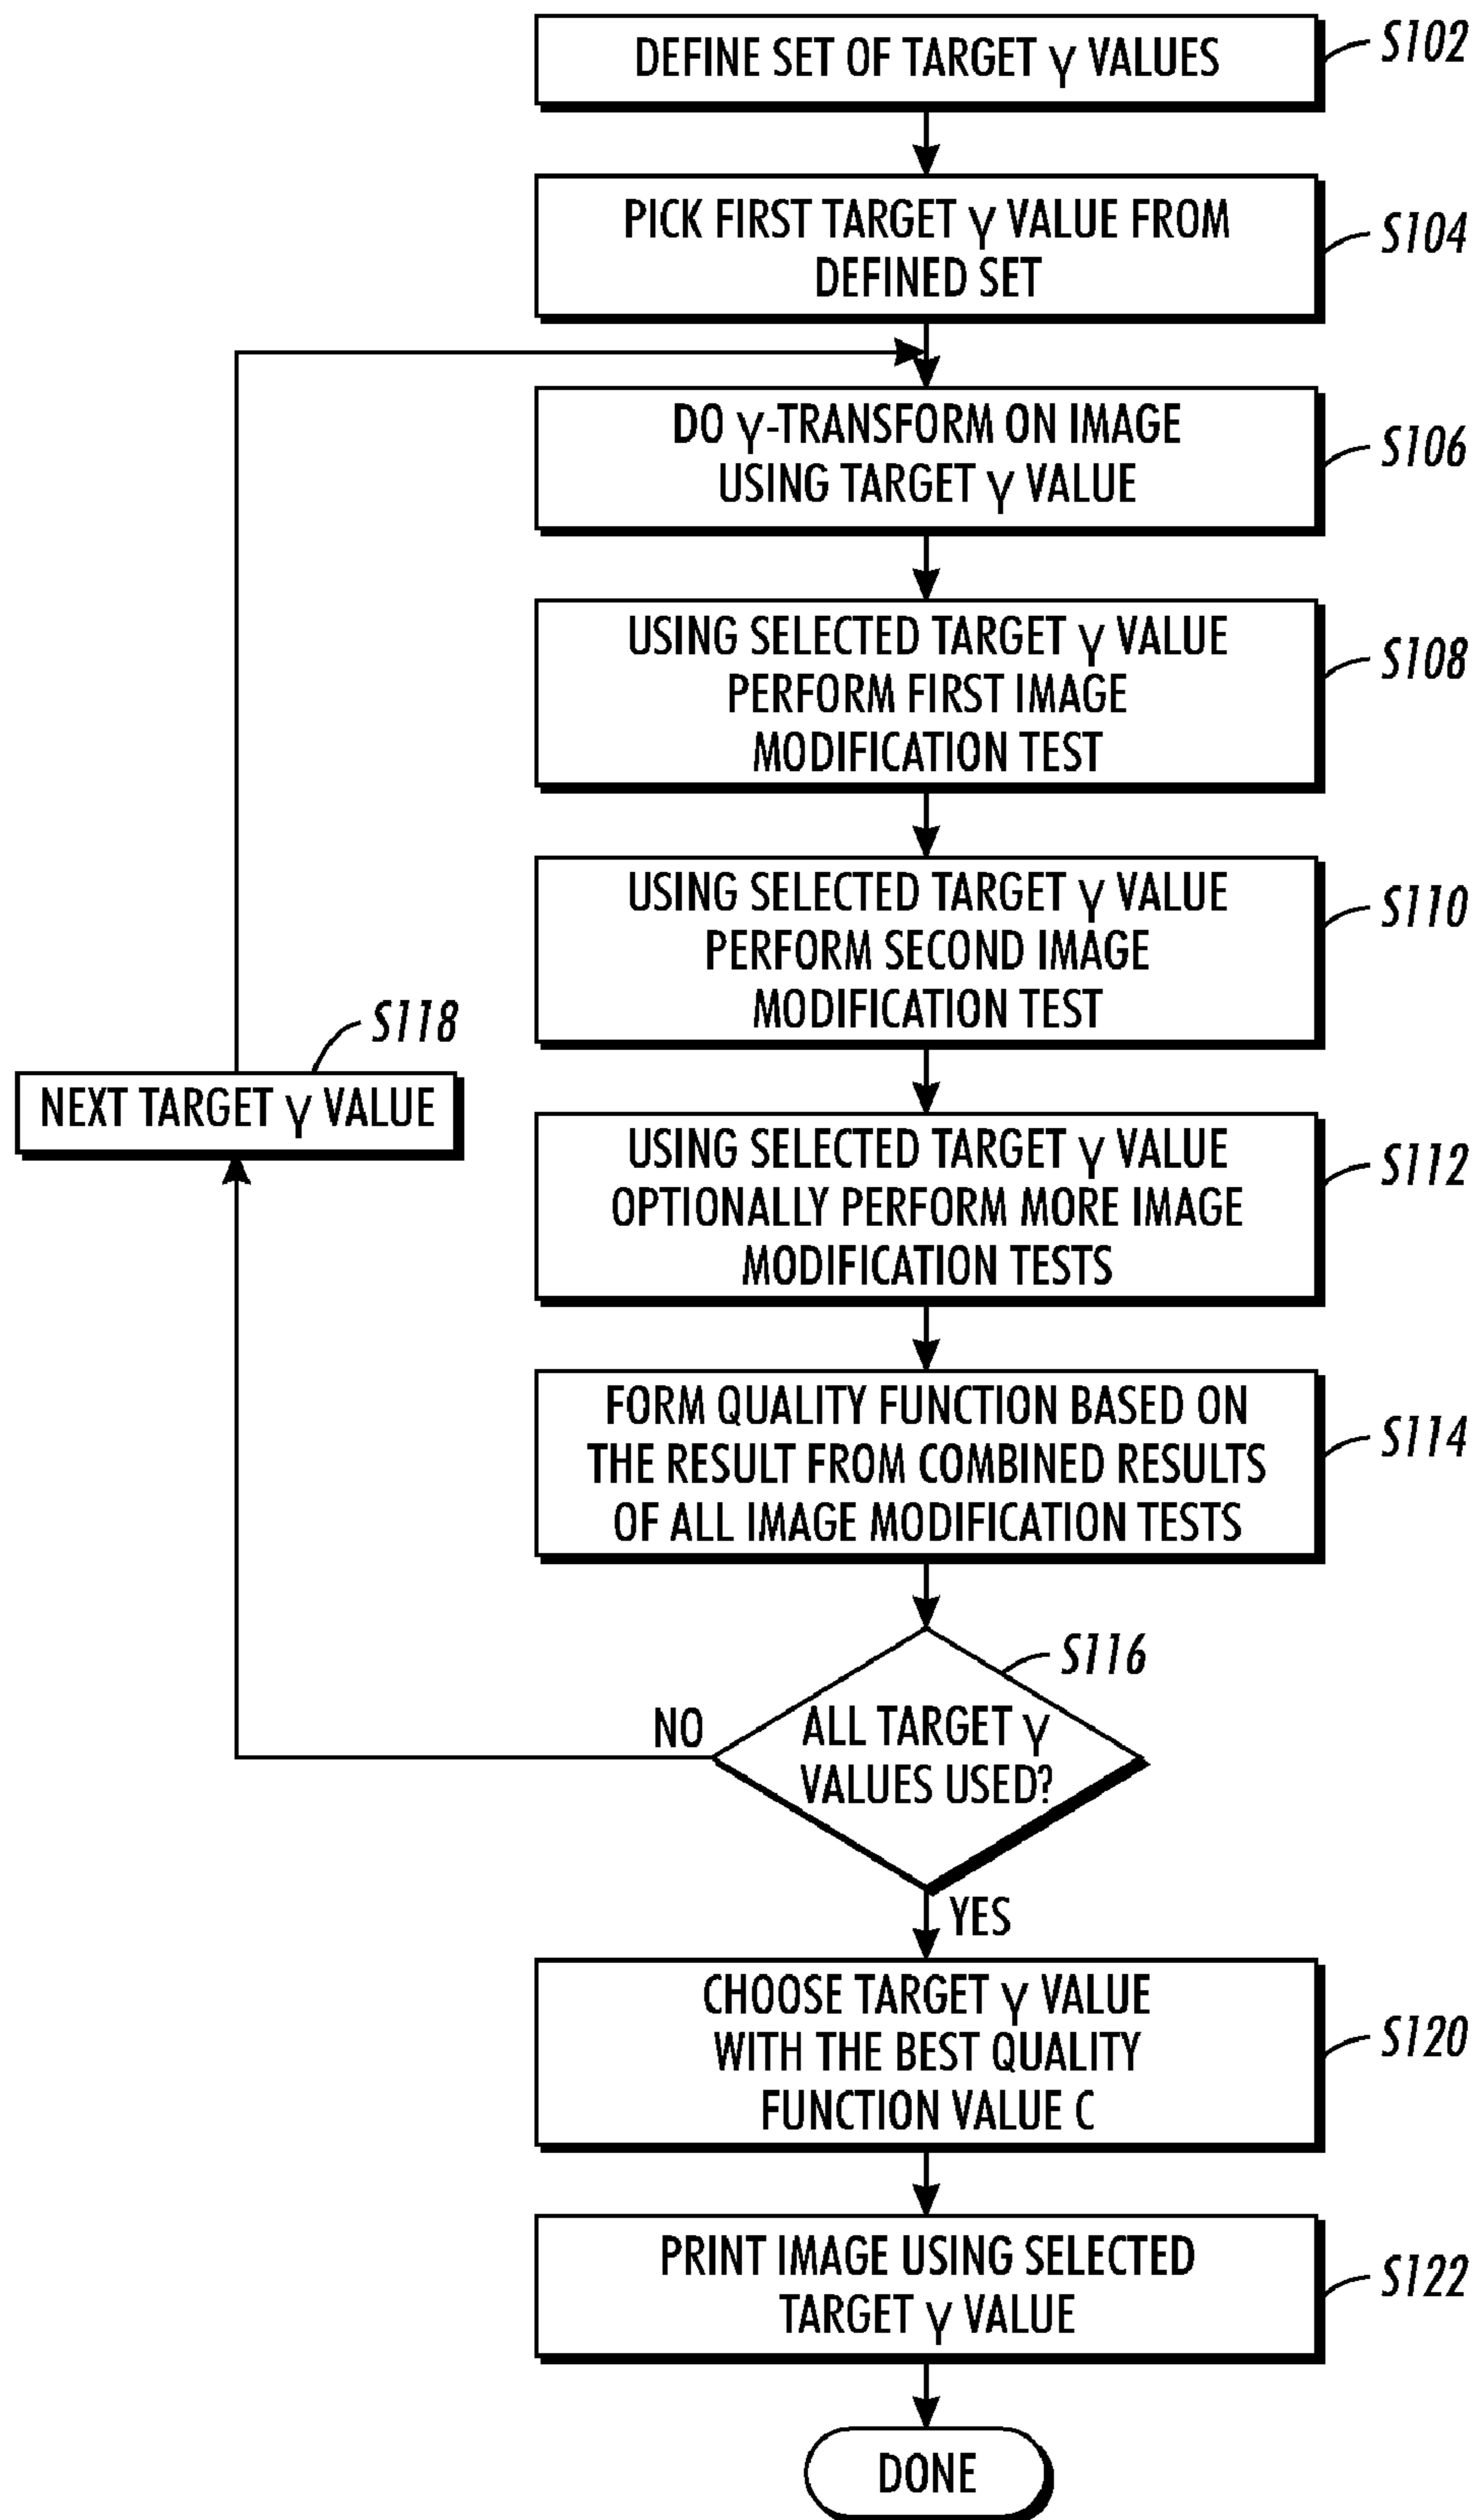 DEFINE SET OF TARGET γ VALUES
S102
PICK FIRST TARGET γ VALUE FROM
DEFINED SET
S104
DO γ-TRANSFORM ON IMAGE
USING TARGET γ VALUE
S106
USING SELECTED TARGET γ VALUE
PERFORM FIRST IMAGE
MODIFICATION TEST
S108
USING SELECTED TARGET γ VALUE
PERFORM SECOND IMAGE
MODIFICATION TEST
S110
S118
NEXT TARGET γ VALUE
USING SELECTED TARGET γ VALUE
OPTIONALLY PERFORM MORE IMAGE
MODIFICATION TESTS
S112
FORM QUALITY FUNCTION BASED ON
THE RESULT FROM COMBINED RESULTS
OF ALL IMAGE MODIFICATION TESTS
S114
S116
NO
ALL TARGET γ
VALUES USED?
YES
CHOOSE TARGET γ VALUE
WITH THE BEST QUALITY
FUNCTION VALUE C
S120
PRINT IMAGE USING SELECTED
TARGET γ VALUE
S122
DONE